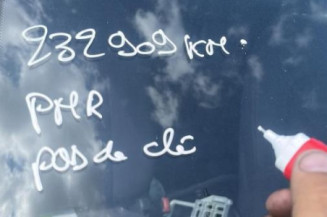 232 909 KM.
PMR
pas de clé